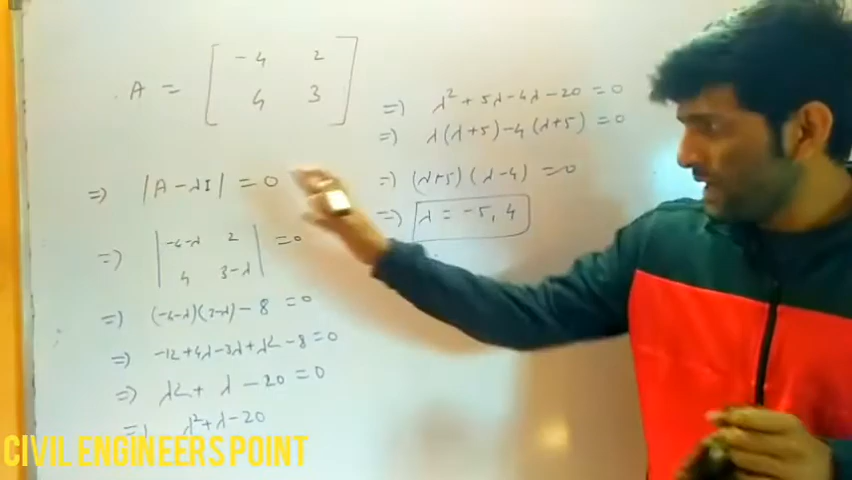 A = [ -4 2
4 3 ]
=) |A-λI| = 0
=) | -4-λ 2
4 3-λ | = 0
=) (-4-λ)(3-λ) - 8 = 0
=) -12+4λ-3λ+λ² - 8 = 0
=) λ² + λ - 20 = 0
=) λ²+λ-20
=) λ² + 5λ - 4λ - 20 = 0
=) λ(λ+5) - 4(λ+5) = 0
=) (λ+5)(λ-4) = 0
=) λ = -5, 4
CIVIL ENGINEERS POINT